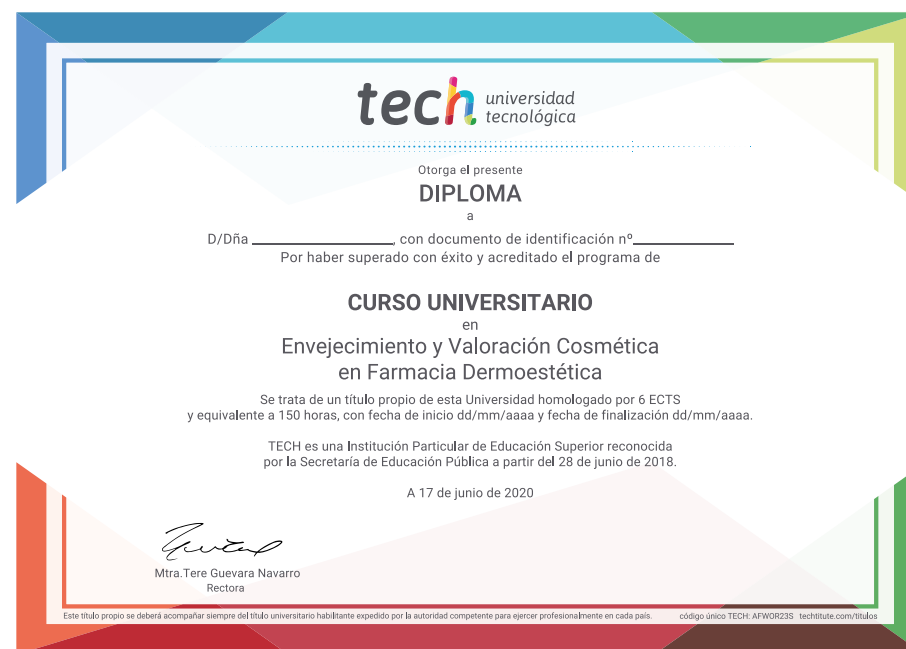 tech universidad
tecnológica
Otorga el presente
DIPLOMA
a
D/Dña ____________________, con documento de identificación nº______________
Por haber superado con éxito y acreditado el programa de
CURSO UNIVERSITARIO
en
Envejecimiento y Valoración Cosmética
en Farmacia Dermoestética
Se trata de un título propio de esta Universidad homologado por 6 ECTS
y equivalente a 150 horas, con fecha de inicio dd/mm/aaaa y fecha de finalización dd/mm/aaaa.
TECH es una Institución Particular de Educación Superior reconocida
por la Secretaría de Educación Pública a partir del 28 de junio de 2018.
A 17 de junio de 2020
Mtra.Tere Guevara Navarro
Rectora
Este título propio se deberá acompañar siempre del título universitario habilitante expedido por la autoridad competente para ejercer profesionalmente en cada país. código único TECH: AFWOR23S techtitute.com/titulos